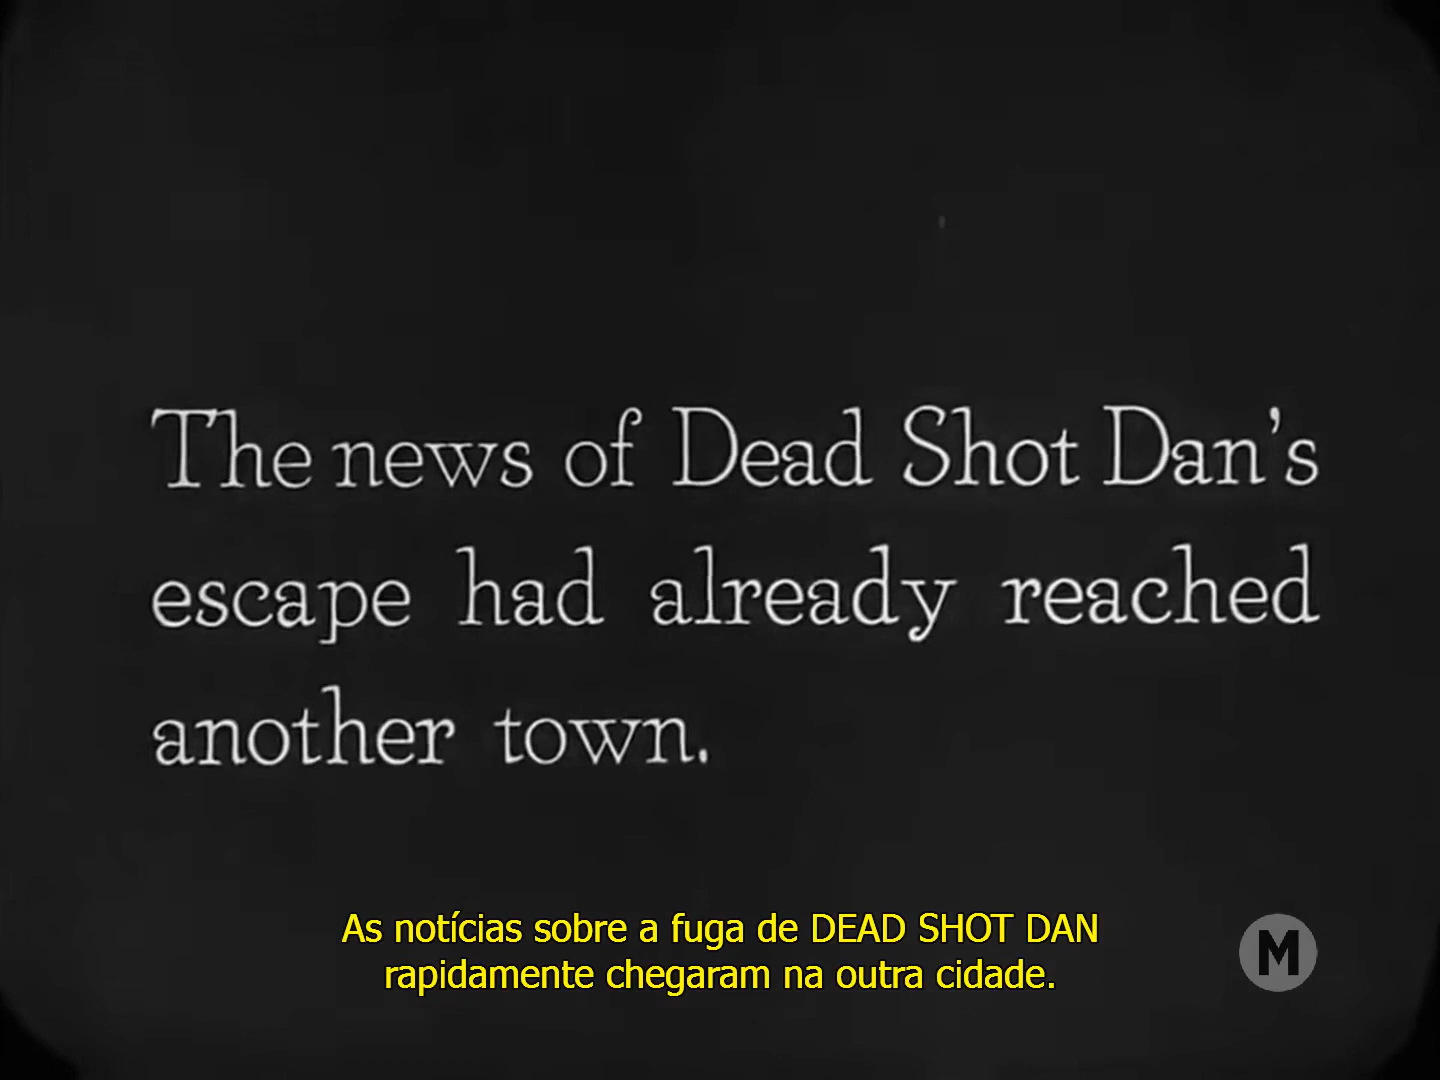 The news of Dead Shot Dan's
escape had already reached
another town.
As notícias sobre a fuga de DEAD SHOT DAN
rapidamente chegaram na outra cidade.
M